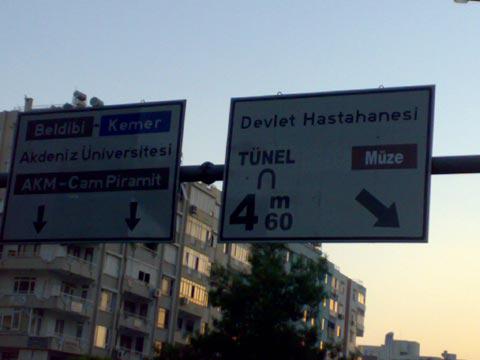 Beldibi - Kemer
Akdeniz Üniversitesi
AKM-Cam Piramit
Devlet Hastahanesi
TÜNEL
Müze
4 m 60